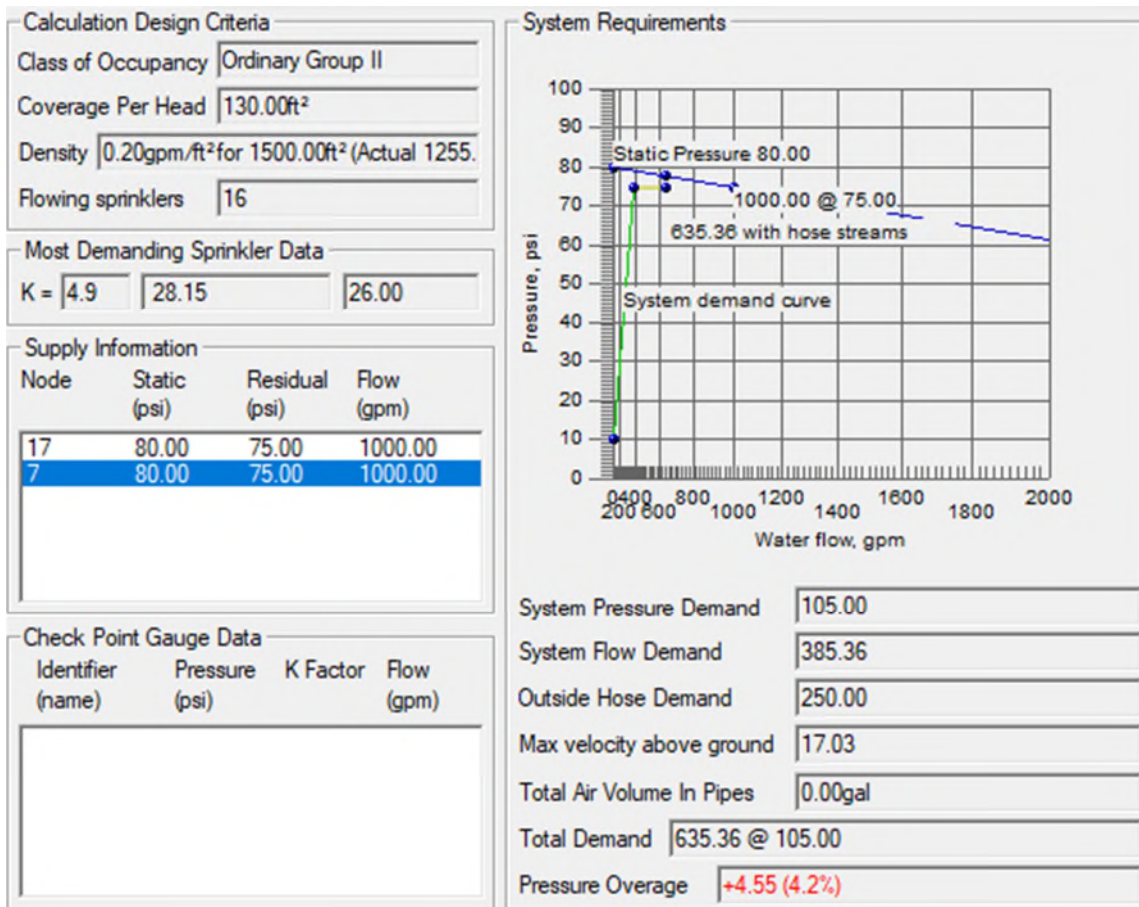 Calculation Design Criteria
Class of Occupancy Ordinary Group II
Coverage Per Head 130.00ft²
Density 0.20gpm/ft²for 1500.00ft² (Actual 1255.
Flowing sprinklers 16
Most Demanding Sprinkler Data
K = 4.9 28.15 26.00
Supply Information
Node Static Residual Flow
(psi) (psi) (gpm)
17 80.00 75.00 1000.00
7 80.00 75.00 1000.00
Check Point Gauge Data
Identifier Pressure K Factor Flow
(name) (psi) (gpm)
System Requirements
100
90
80
70
60
50
40
30
20
10
0
Pressure, psi
Static Pressure 80.00
1000.00 @ 75.00
635.36 with hose streams
System demand curve
0 400 800 1200 1600 2000
200 600 1000 1400 1800
Water flow, gpm
System Pressure Demand 105.00
System Flow Demand 385.36
Outside Hose Demand 250.00
Max velocity above ground 17.03
Total Air Volume In Pipes 0.00gal
Total Demand 635.36 @ 105.00
Pressure Overage +4.55 (4.2%)